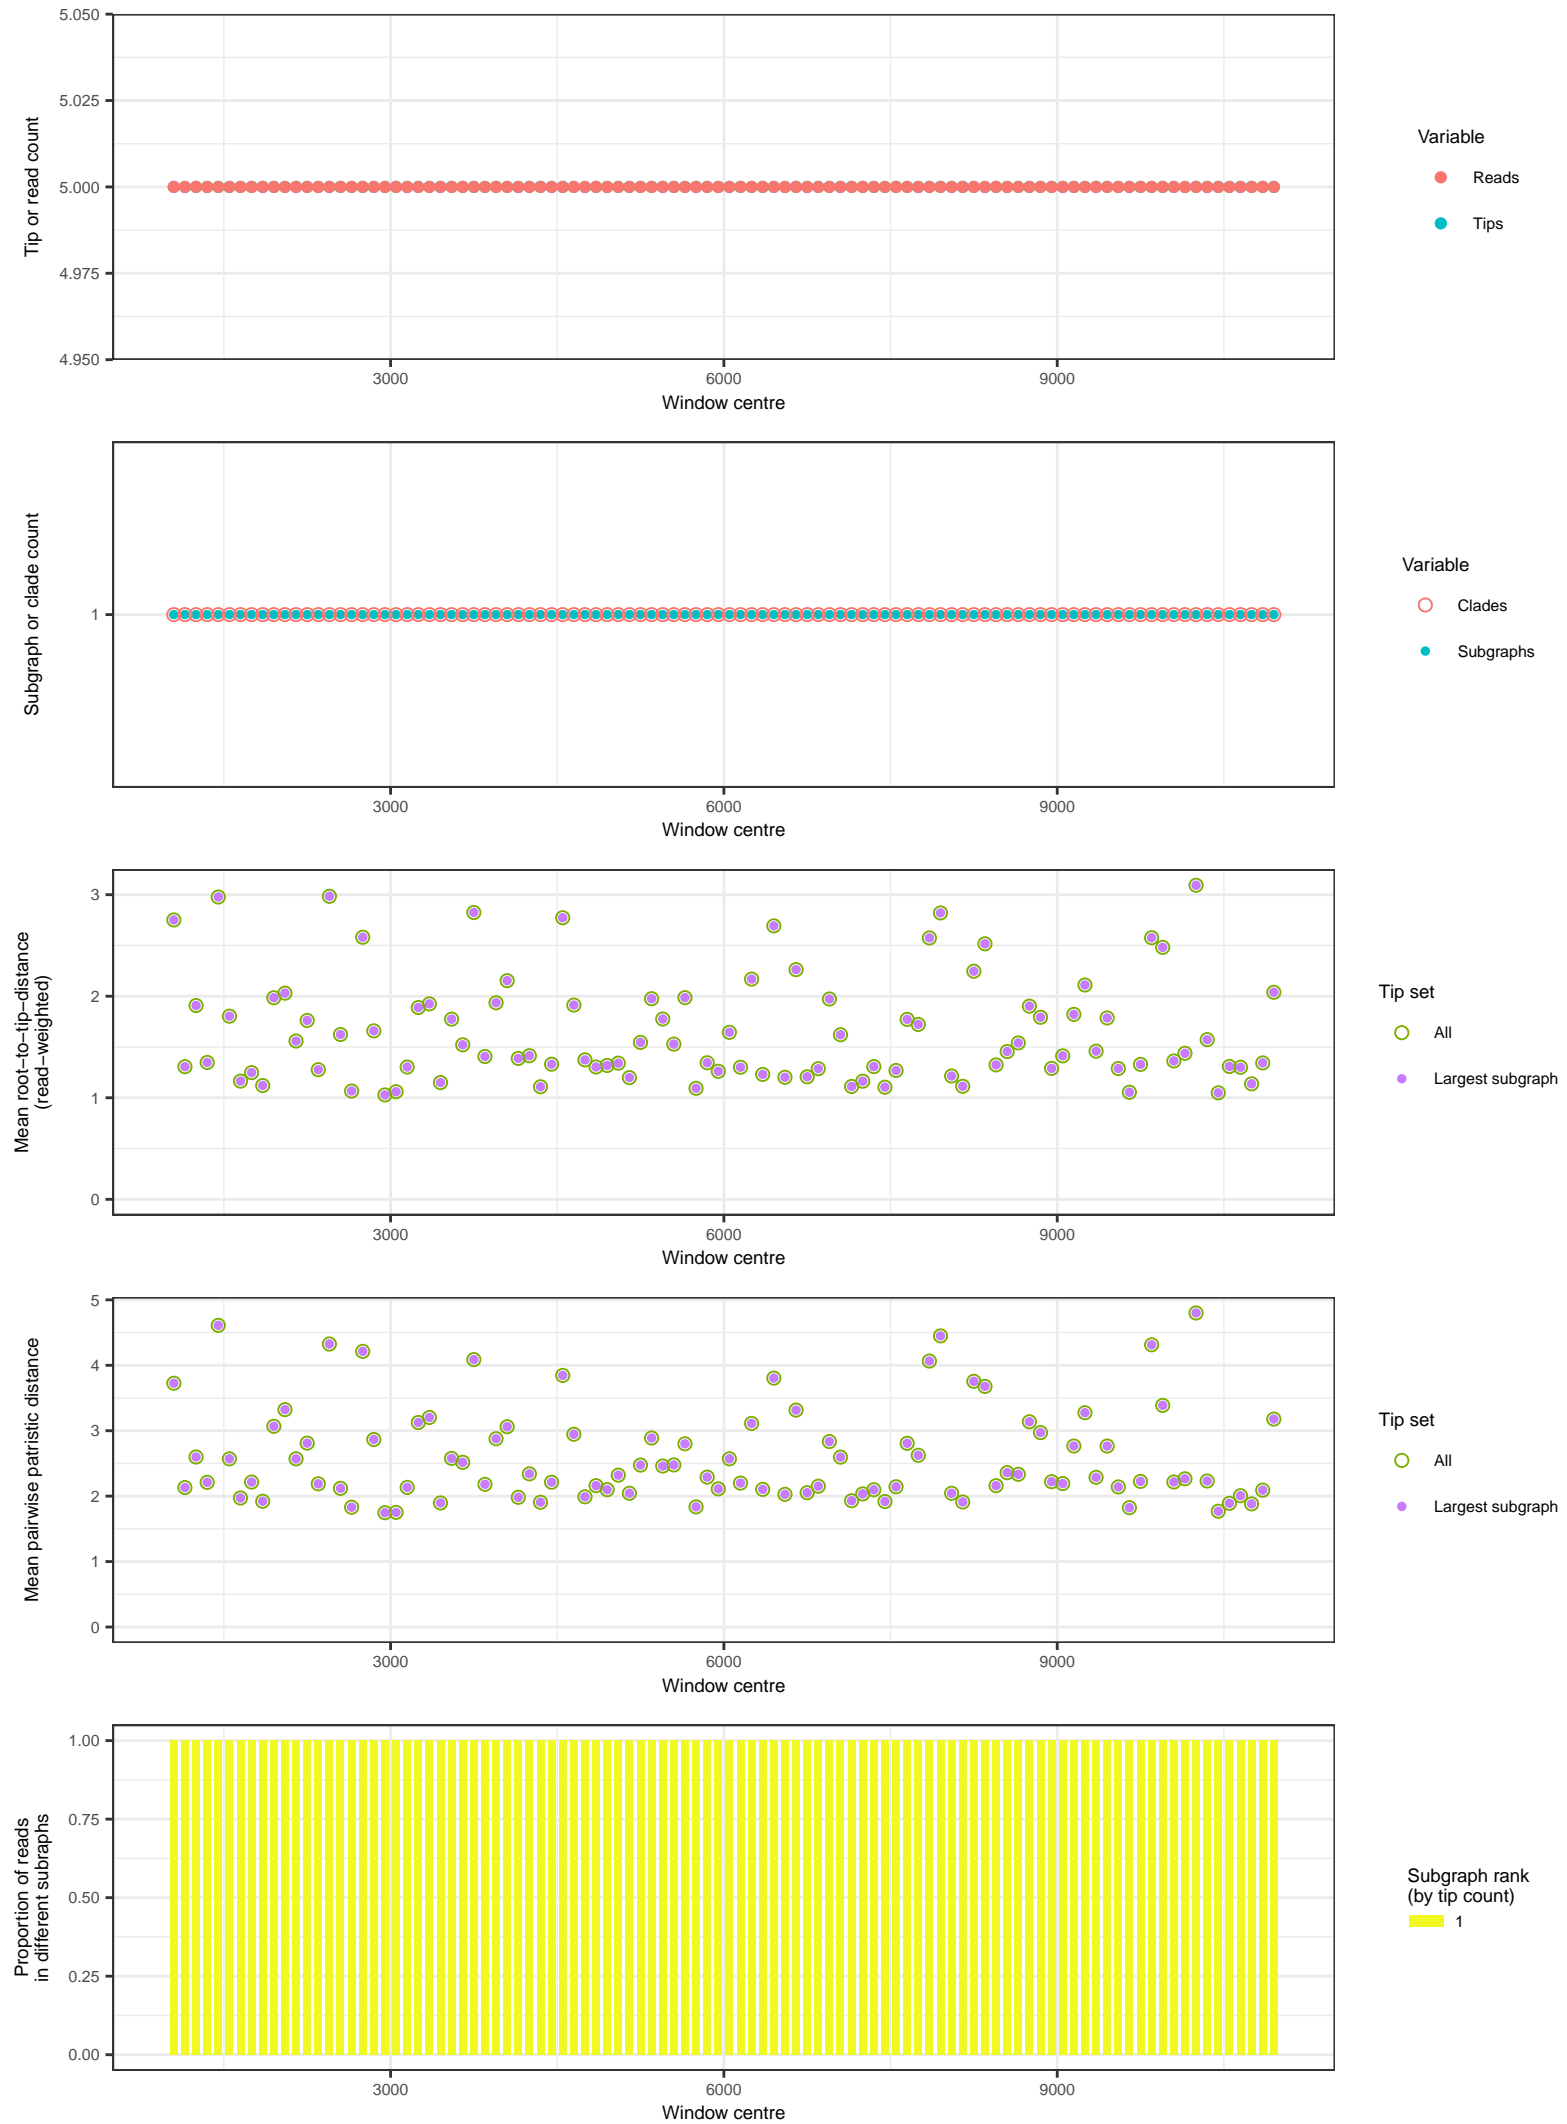 5.050
5.025
5.000
4.975
4.950
Tip or read count
3000 6000 9000
Window centre
Variable
Reads
Tips
1
Subgraph or clade count
3000 6000 9000
Window centre
Variable
Clades
Subgraphs
3
2
1
0
Mean root−to−tip−distance
(read−weighted)
3000 6000 9000
Window centre
Tip set
All
Largest subgraph
5
4
3
2
1
0
Mean pairwise patristic distance
3000 6000 9000
Window centre
Tip set
All
Largest subgraph
1.00
0.75
0.50
0.25
0.00
Proportion of reads
in different subraphs
3000 6000 9000
Window centre
Subgraph rank
(by tip count)
1